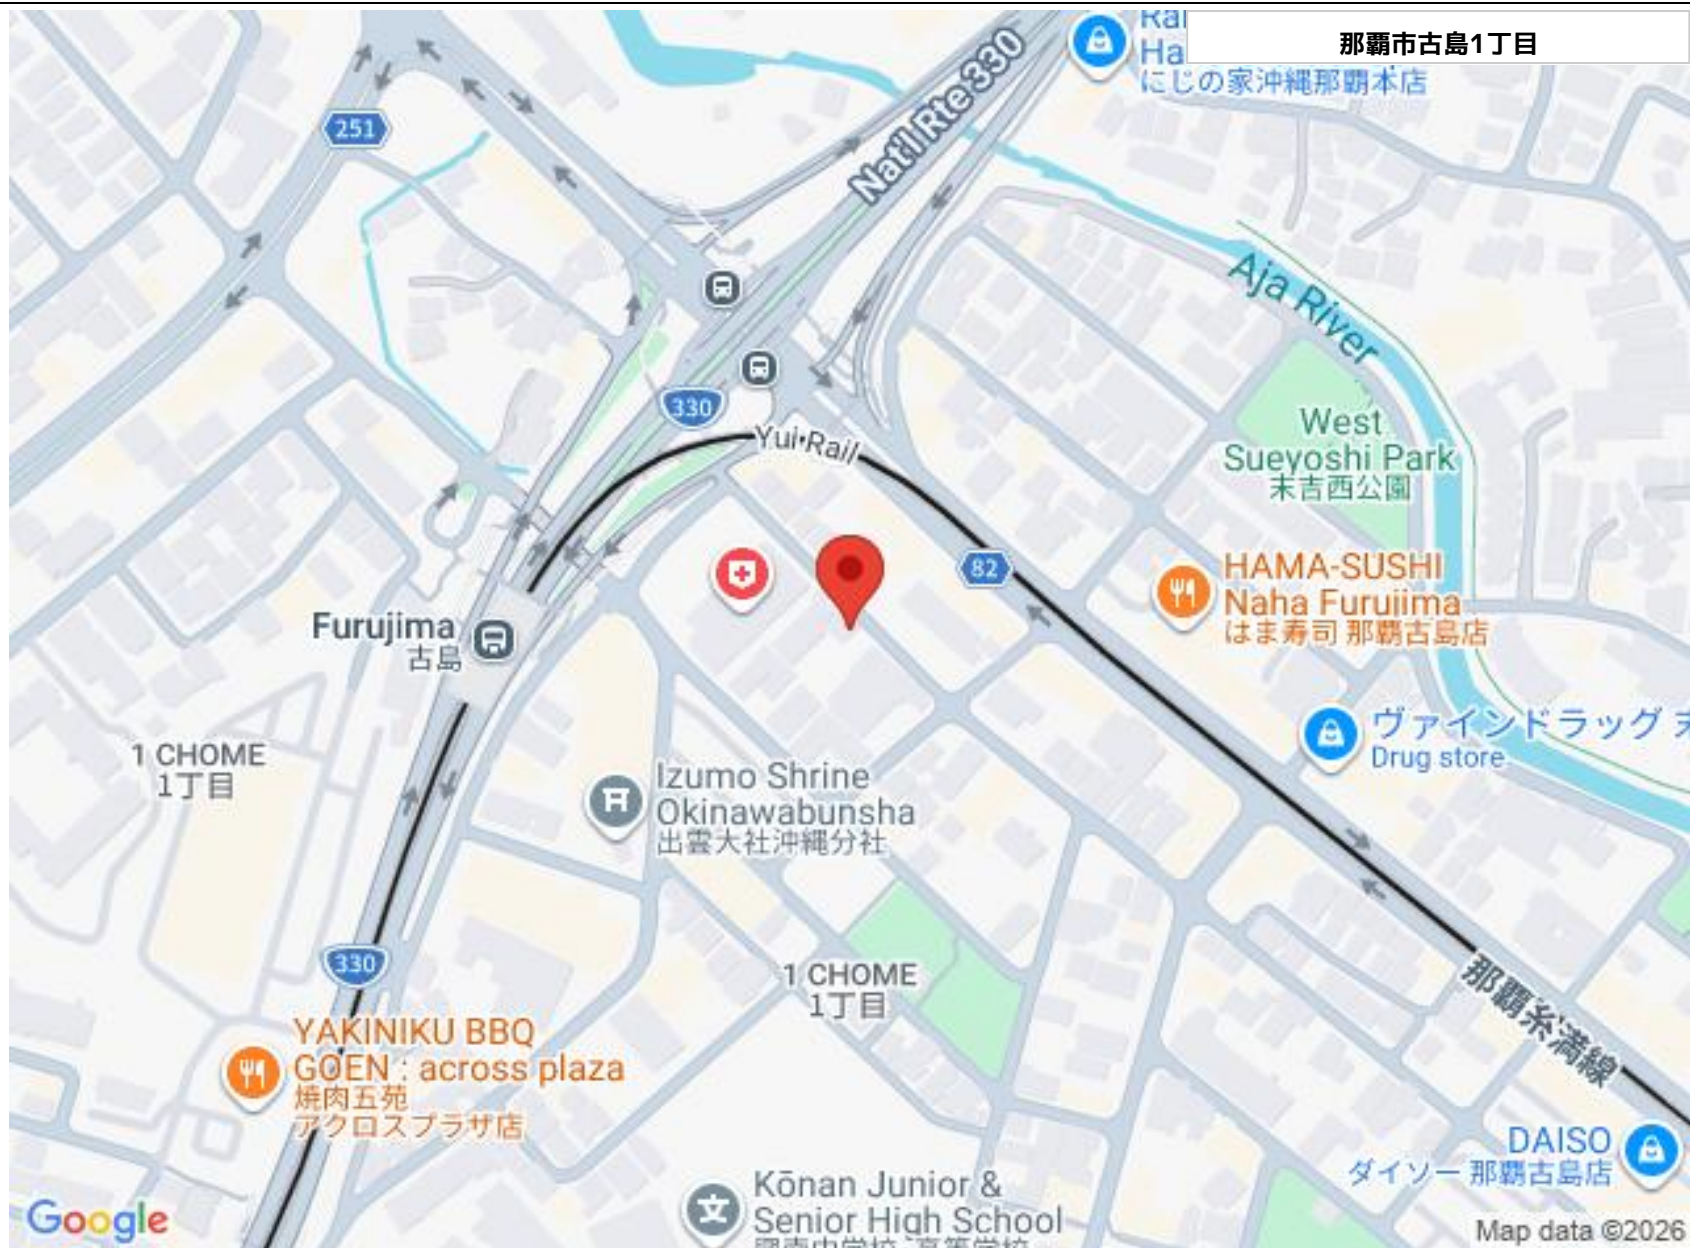 那覇市古島1丁目
にじの家沖縄那覇本店
Nat'l Rte 330
251
Aja River
330
Yui Rail
West
Sueyoshi Park
末吉西公園
HAMA-SUSHI
Naha Furujima
はま寿司 那覇古島店
82
Furujima
古島
ヴァインドラッグ
Drug store
1 CHOME
1丁目
Izumo Shrine
Okinawabunsha
出雲大社沖縄分社
330
1 CHOME
1丁目
那覇糸満線
YAKINIKU BBQ
GOEN : across plaza
焼肉五苑
アクロスプラザ店
DAISO
ダイソー 那覇古島店
Kōnan Junior &
Senior High School
Google
Map data ©2026